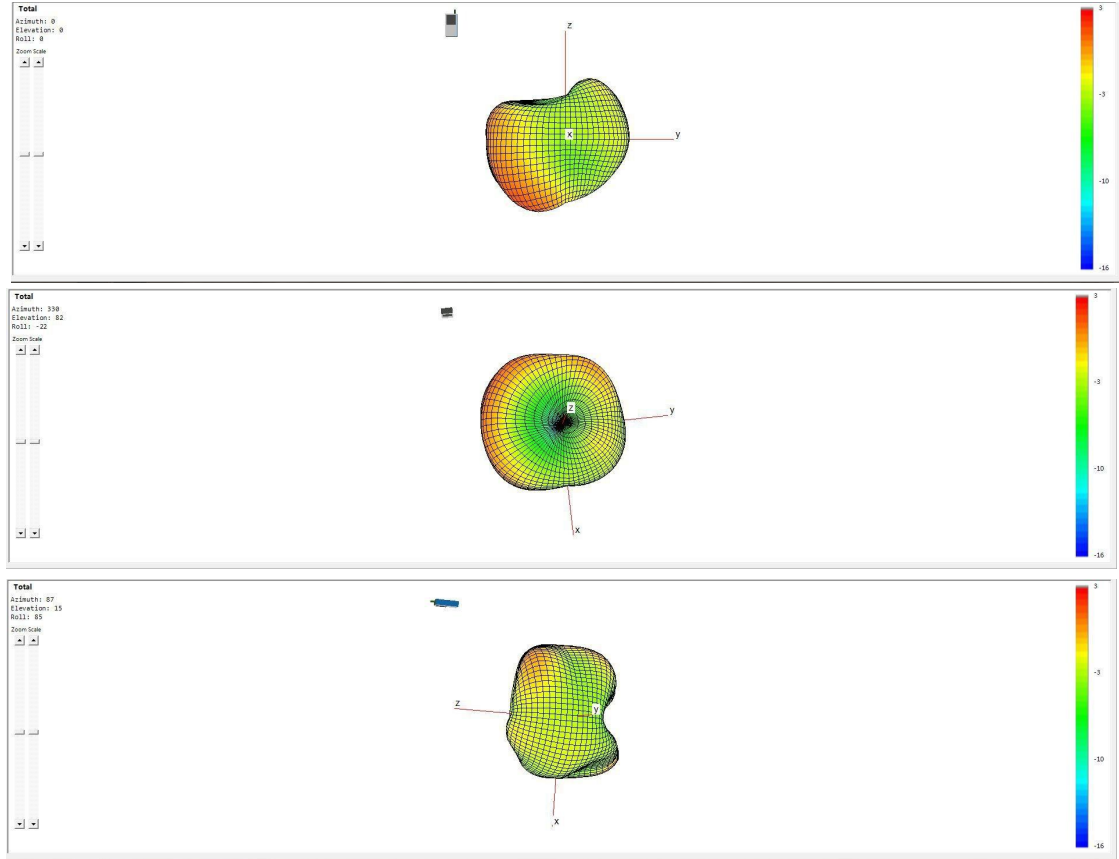 Total
Azimuth: 0
Elevation: 0
Roll: 0
Zoom Scale
z
x
y
3
-3
-10
-16
Total
Azimuth: 330
Elevation: 82
Roll: -22
Zoom Scale
z
y
x
3
-3
-10
-16
Total
Azimuth: 87
Elevation: 15
Roll: 85
Zoom Scale
z
y
x
3
-3
-10
-16